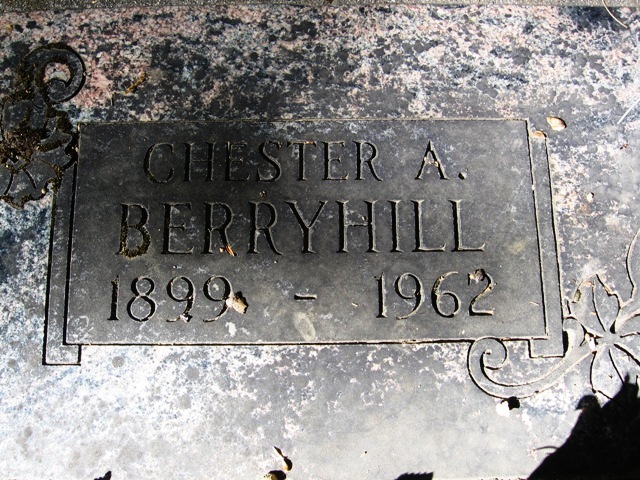 CHESTER A.
BERRYHILL
1899 - 1962